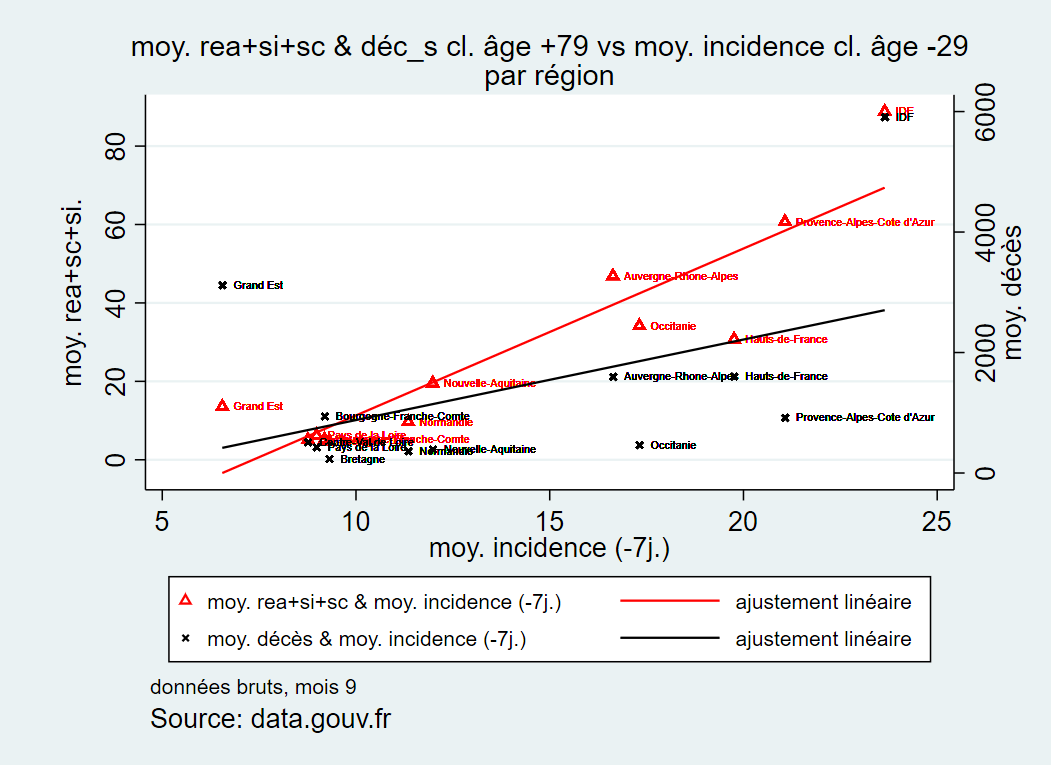 moy. rea+si+sc & déc_s cl. âge +79 vs moy. incidence cl. âge -29
par région
moy. rea+sc+si.
80
60
40
20
0
moy. décès
6000
4000
2000
0
IDF
IDF
Provence-Alpes-Cote d'Azur
Auvergne-Rhone-Alpes
Grand Est
Occitanie
Hauts-de-France
Nouvelle-Aquitaine
Auvergne-Rhone-Alpes
Hauts-de-France
Grand Est
Bourgogne-Franche-Comte
Normandie
Provence-Alpes-Cote d'Azur
Pays de la Loire
Franche-Comte
Occitanie
Pays de la Loire
Normandie
Nouvelle-Aquitaine
Bretagne
5
10
15
20
25
moy. incidence (-7j.)
moy. rea+si+sc & moy. incidence (-7j.)
ajustement linéaire
moy. décès & moy. incidence (-7j.)
ajustement linéaire
données bruts, mois 9
Source: data.gouv.fr